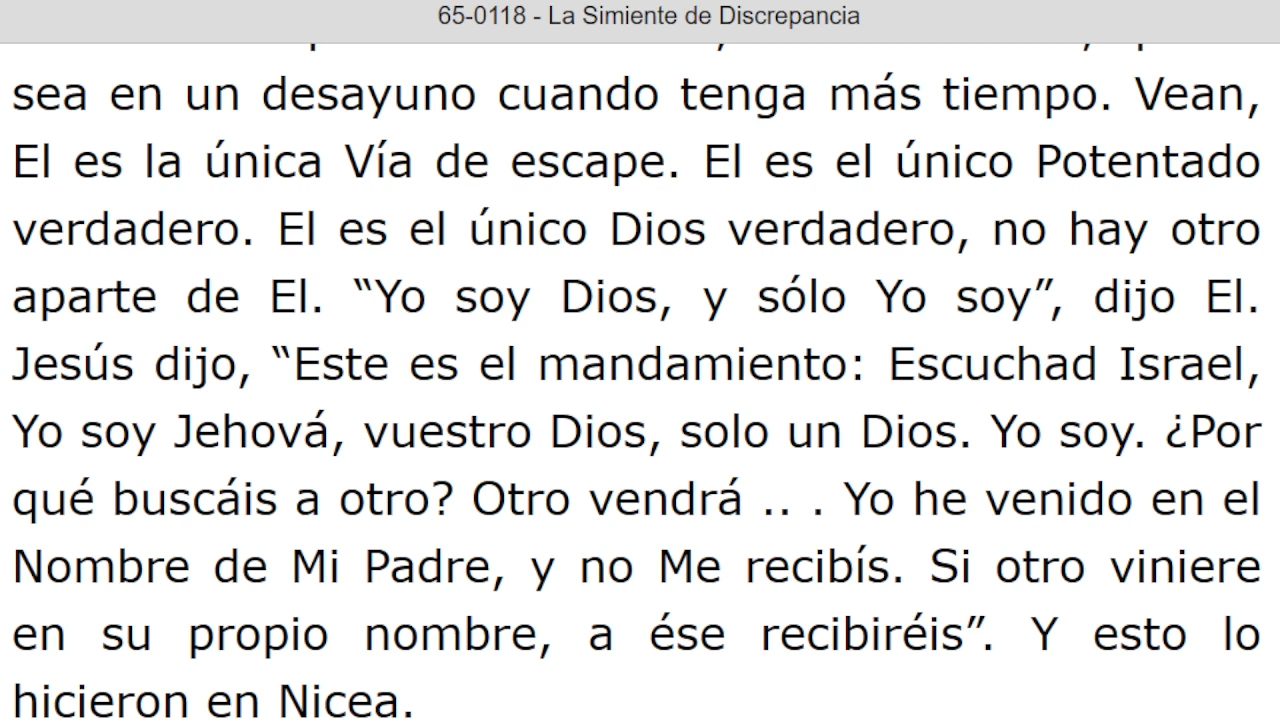 65-0118 - La Simiente de Discrepancia
sea en un desayuno cuando tenga más tiempo. Vean,
El es la única Vía de escape. El es el único Potentado
verdadero. El es el único Dios verdadero, no hay otro
aparte de El. “Yo soy Dios, y sólo Yo soy”, dijo El.
Jesús dijo, “Este es el mandamiento: Escuchad Israel,
Yo soy Jehová, vuestro Dios, solo un Dios. Yo soy. ¿Por
qué buscáis a otro? Otro vendrá .. . Yo he venido en el
Nombre de Mi Padre, y no Me recibís. Si otro viniere
en su propio nombre, a ése recibiréis”. Y esto lo
hicieron en Nicea.